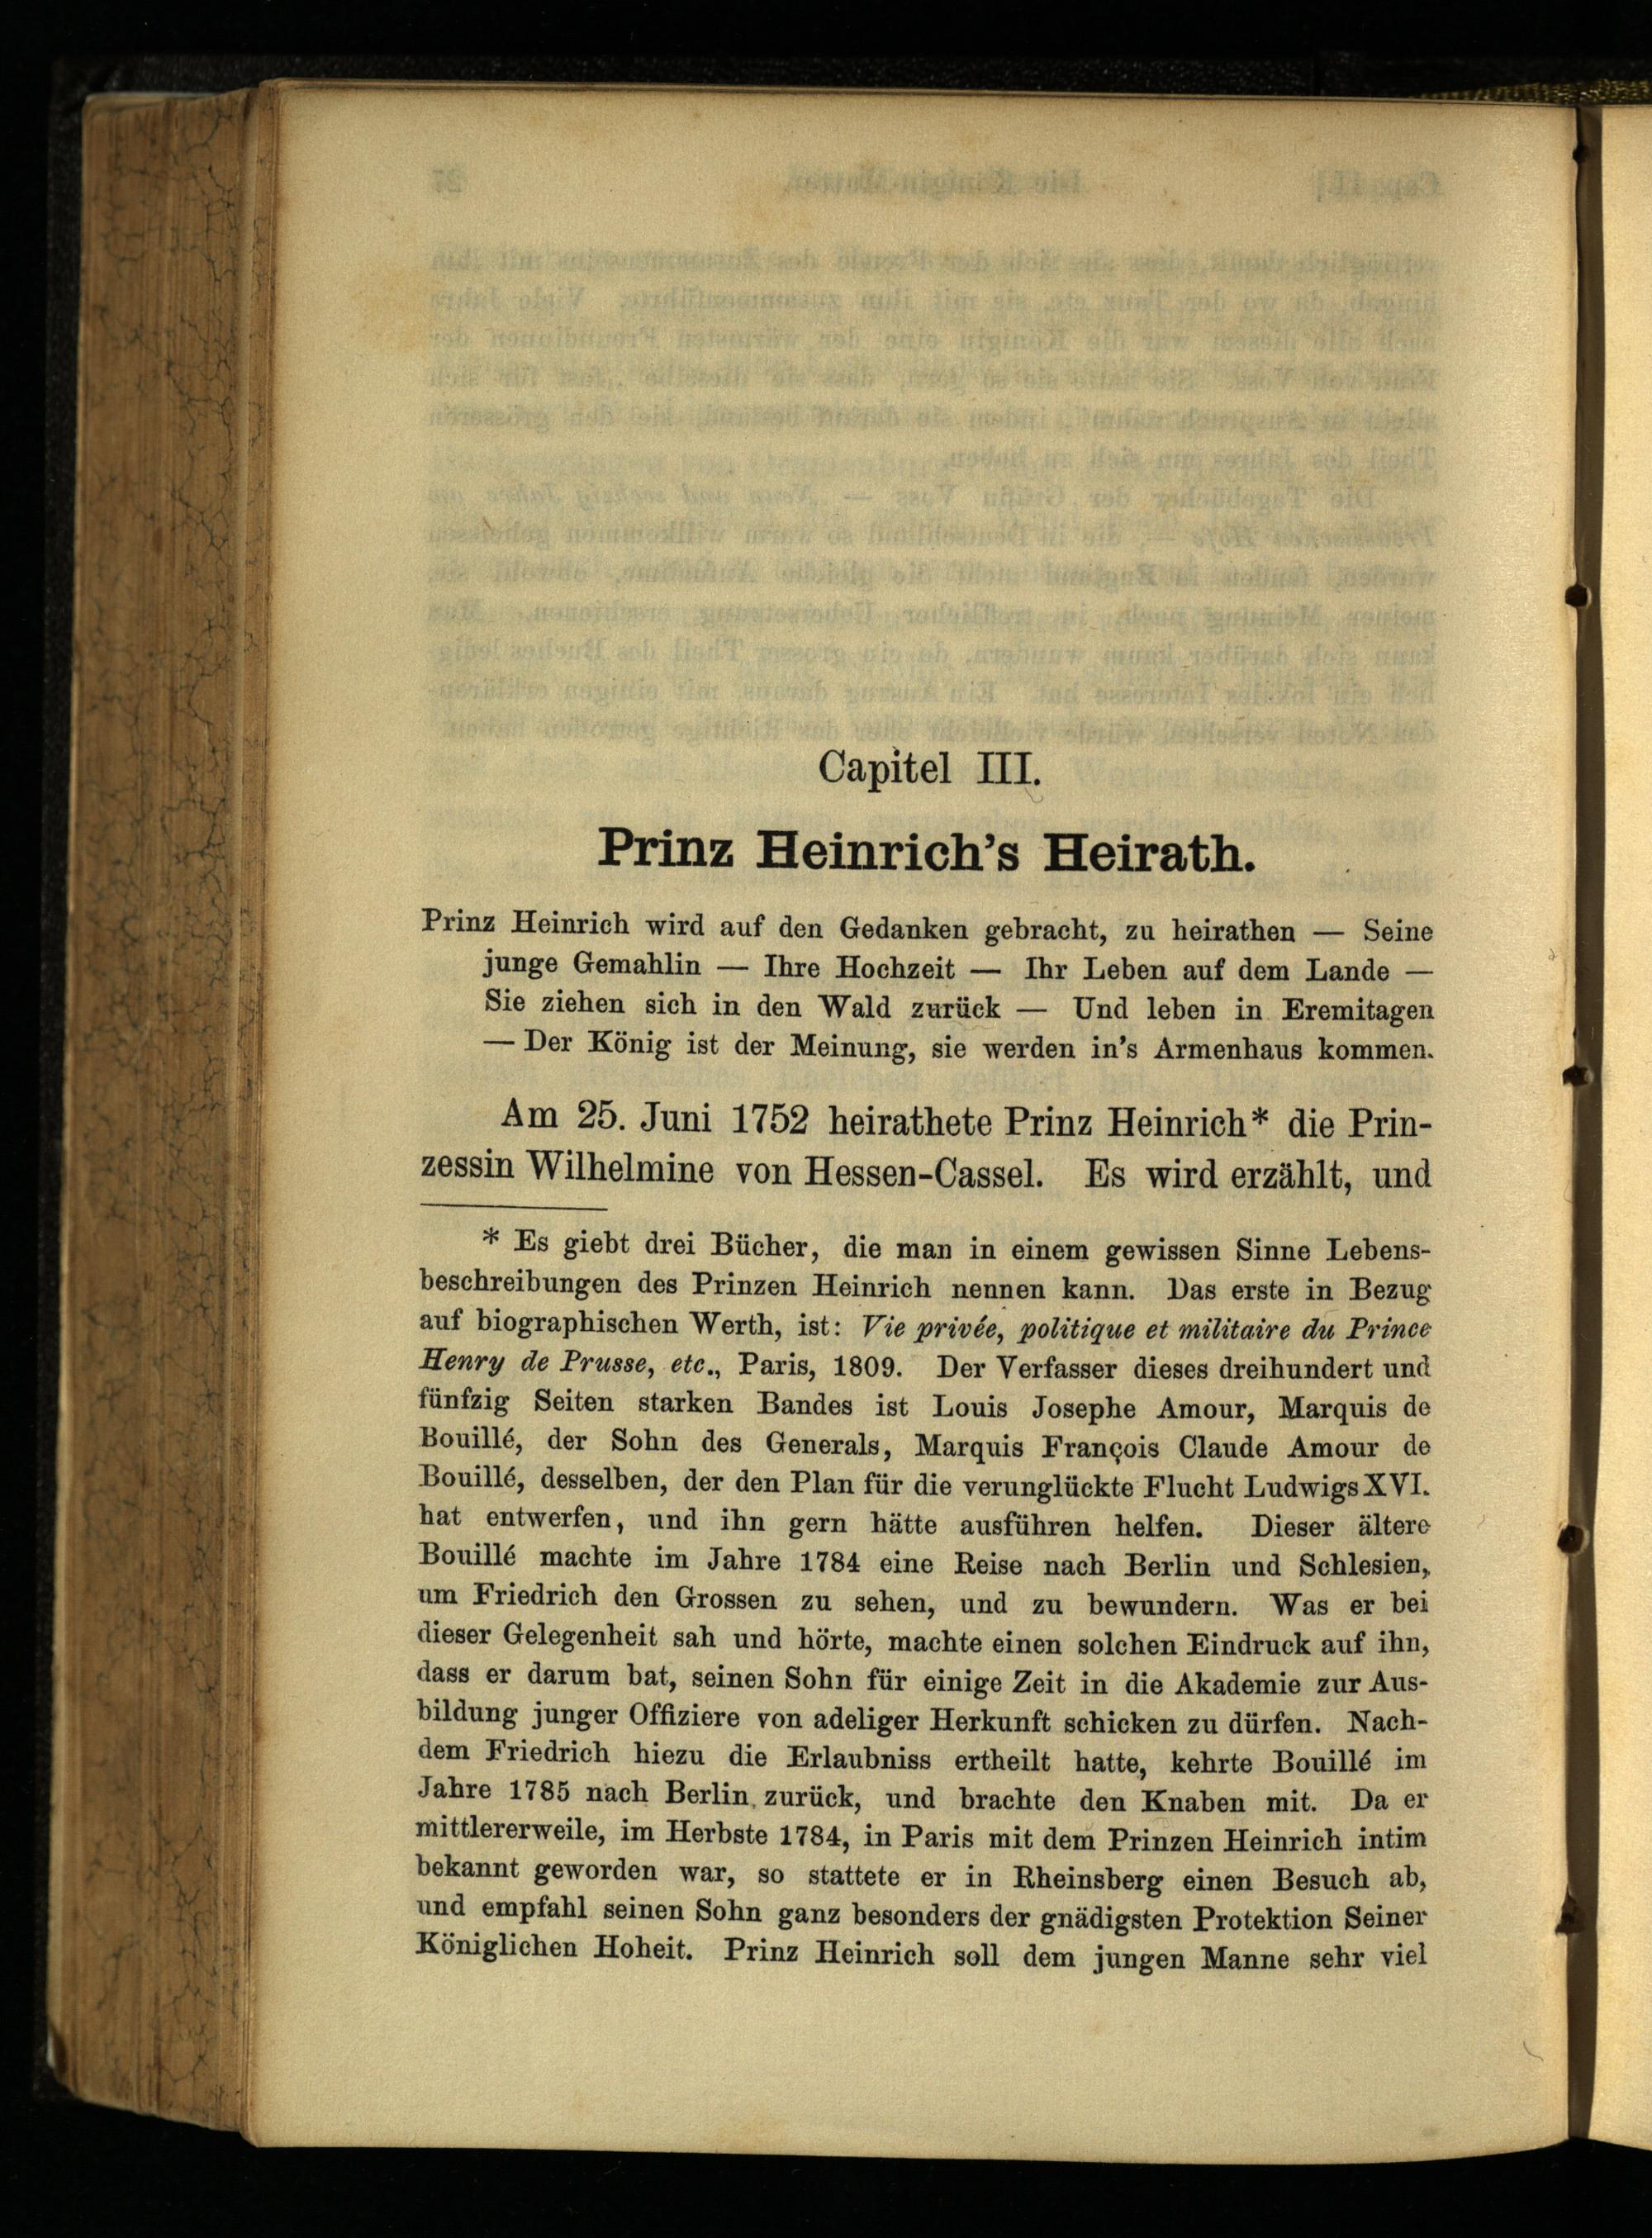 Capitel III.
Prinz Heinrich's Heirath.
Prinz Heinrich wird auf den Gedanken gebracht, zu heirathen — Seine
junge Gemahlin — Ihre Hochzeit — Ihr Leben auf dem Lande —
Sie ziehen sich in den Wald zurück — Und leben in Eremitagen
— Der König ist der Meinung, sie werden in's Armenhaus kommen.
Am 25. Juni 1752 heirathete Prinz Heinrich* die Prin-
zessin Wilhelmine von Hessen-Cassel. Es wird erzählt, und
* Es giebt drei Bücher, die man in einem gewissen Sinne Lebens-
beschreibungen des Prinzen Heinrich nennen kann. Das erste in Bezug
auf biographischen Werth, ist: Vie privée, politique et militaire du Prince
Henry de Prusse, etc., Paris, 1809. Der Verfasser dieses dreihundert und
fünfzig Seiten starken Bandes ist Louis Josephe Amour, Marquis de
Bouillé, der Sohn des Generals, Marquis François Claude Amour de
Bouillé, desselben, der den Plan für die verunglückte Flucht Ludwigs XVI.
hat entwerfen, und ihn gern hätte ausführen helfen. Dieser ältere
Bouillé machte im Jahre 1784 eine Reise nach Berlin und Schlesien,
um Friedrich den Grossen zu sehen, und zu bewundern. Was er bei
dieser Gelegenheit sah und hörte, machte einen solchen Eindruck auf ihn,
dass er darum bat, seinen Sohn für einige Zeit in die Akademie zur Aus-
bildung junger Offiziere von adeliger Herkunft schicken zu dürfen. Nach-
dem Friedrich hiezu die Erlaubniss ertheilt hatte, kehrte Bouillé im
Jahre 1785 nach Berlin zurück, und brachte den Knaben mit. Da er
mittlererweile, im Herbste 1784, in Paris mit dem Prinzen Heinrich intim
bekannt geworden war, so stattete er in Rheinsberg einen Besuch ab,
und empfahl seinen Sohn ganz besonders der gnädigsten Protektion Seiner
Königlichen Hoheit. Prinz Heinrich soll dem jungen Manne sehr viel